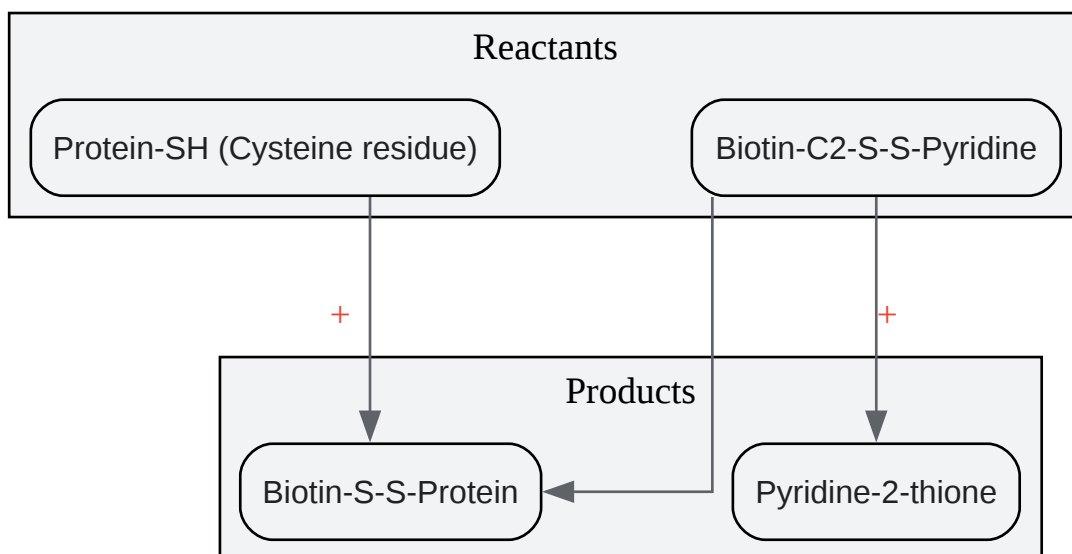 Reactants
Protein-SH (Cysteine residue)
Biotin-C2-S-S-Pyridine
+
+
Products
Biotin-S-S-Protein
Pyridine-2-thione